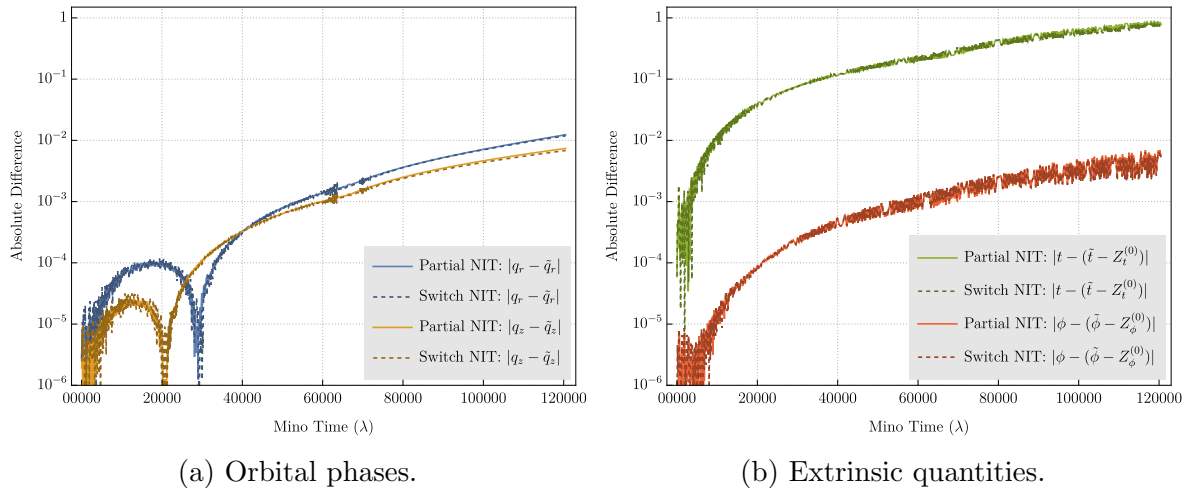 1
10^{-1}
10^{-2}
10^{-3}
10^{-4}
10^{-5}
10^{-6}
Absolute Difference
Partial NIT: |q_r − q̃_r|
Switch NIT: |q_r − q̃_r|
Partial NIT: |q_z − q̃_z|
Switch NIT: |q_z − q̃_z|
00000 20000 40000 60000 80000 100000 120000
Mino Time (λ)
(a) Orbital phases.
1
10^{-1}
10^{-2}
10^{-3}
10^{-4}
10^{-5}
10^{-6}
Absolute Difference
Partial NIT: |t − (t̃ − Z_t^{(0)})|
Switch NIT: |t − (t̃ − Z_t^{(0)})|
Partial NIT: |ϕ − (ϕ̃ − Z_ϕ^{(0)})|
Switch NIT: |ϕ − (ϕ̃ − Z_ϕ^{(0)})|
00000 20000 40000 60000 80000 100000 120000
Mino Time (λ)
(b) Extrinsic quantities.